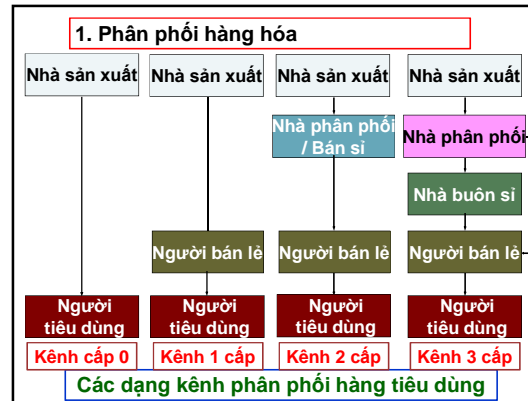 1. Phân phối hàng hóa
Nhà sản xuất
Nhà sản xuất
Nhà sản xuất
Nhà sản xuất
Nhà phân phối
/ Bán sỉ
Nhà phân phối
Nhà buôn sỉ
Người bán lẻ
Người bán lẻ
Người bán lẻ
Người
tiêu dùng
Người
tiêu dùng
Người
tiêu dùng
Người
tiêu dùng
Kênh cấp 0
Kênh 1 cấp
Kênh 2 cấp
Kênh 3 cấp
Các dạng kênh phân phối hàng tiêu dùng